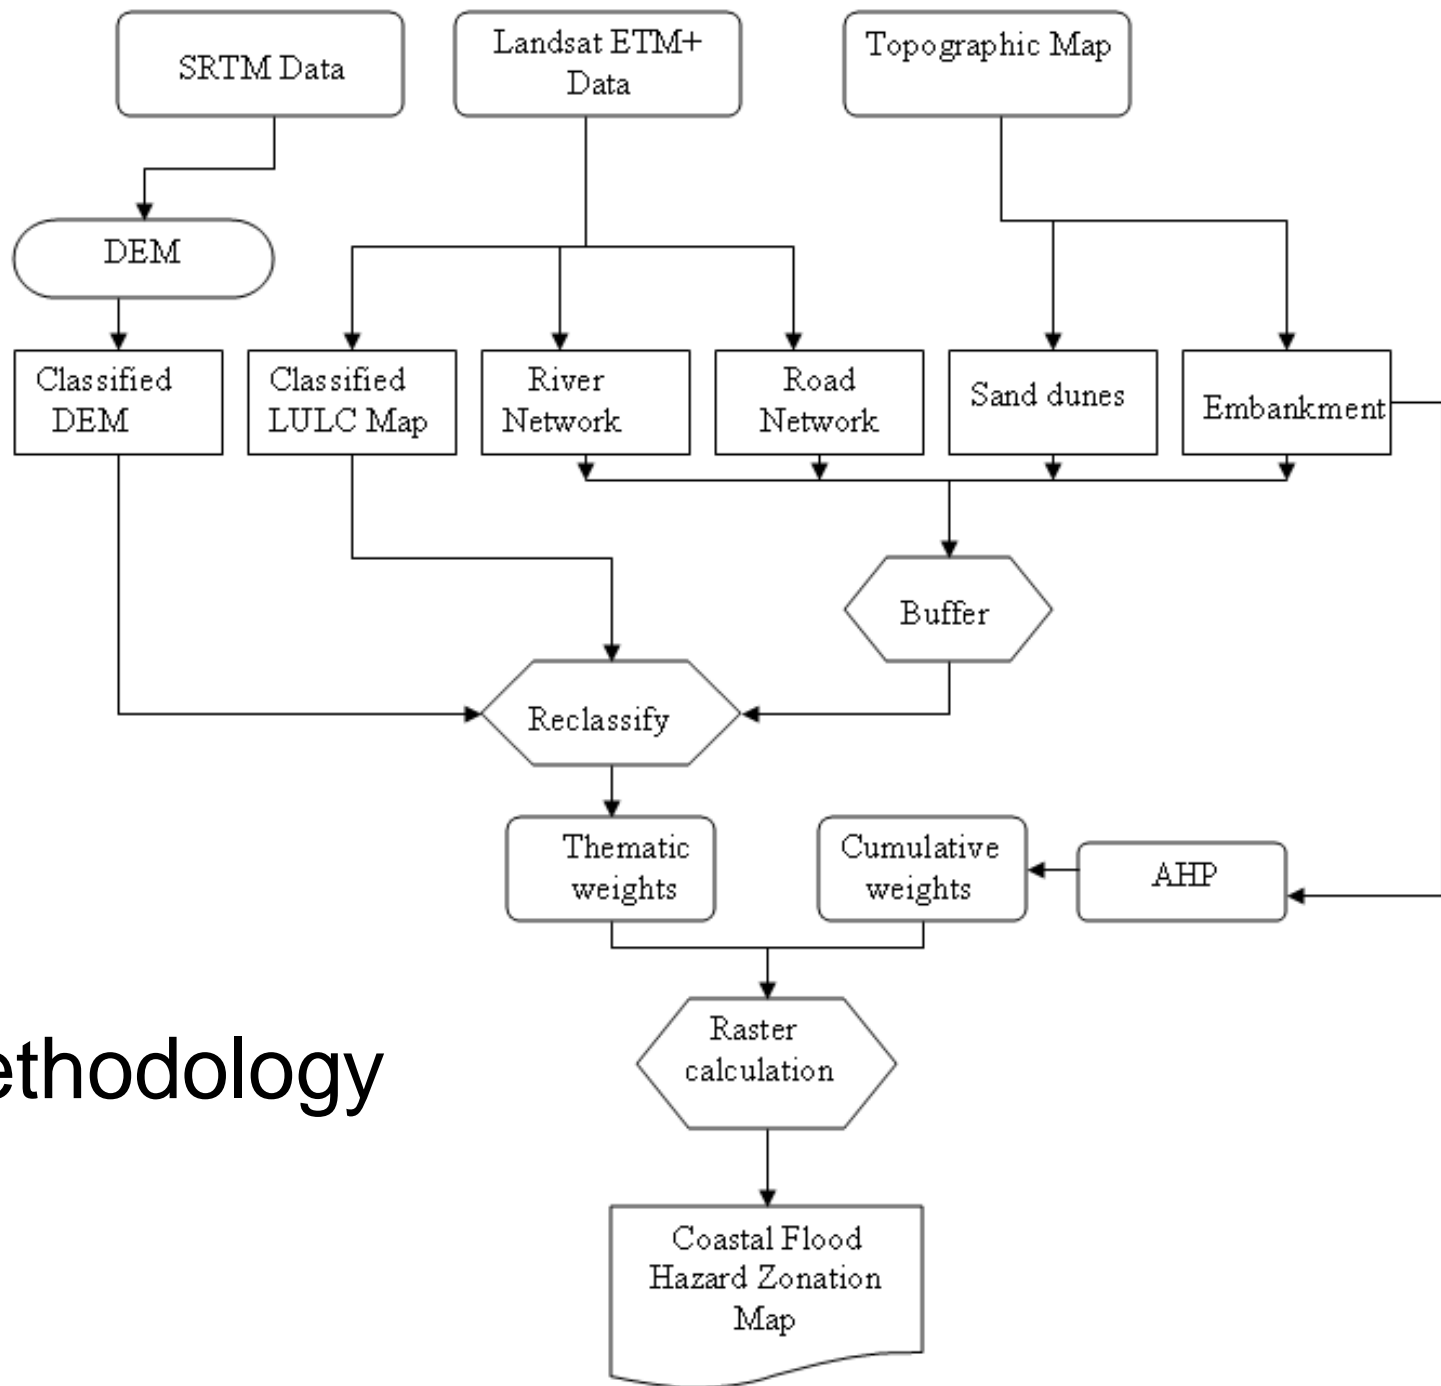 SRTM Data
Landsat ETM+
Data
Topographic Map
DEM
Classified
DEM
Classified
LULC Map
River
Network
Road
Network
Sand dunes
Embankment
Buffer
Reclassify
Thematic
weights
Cumulative
weights
AHP
Raster
calculation
ethodology
Coastal Flood
Hazard Zonation
Map